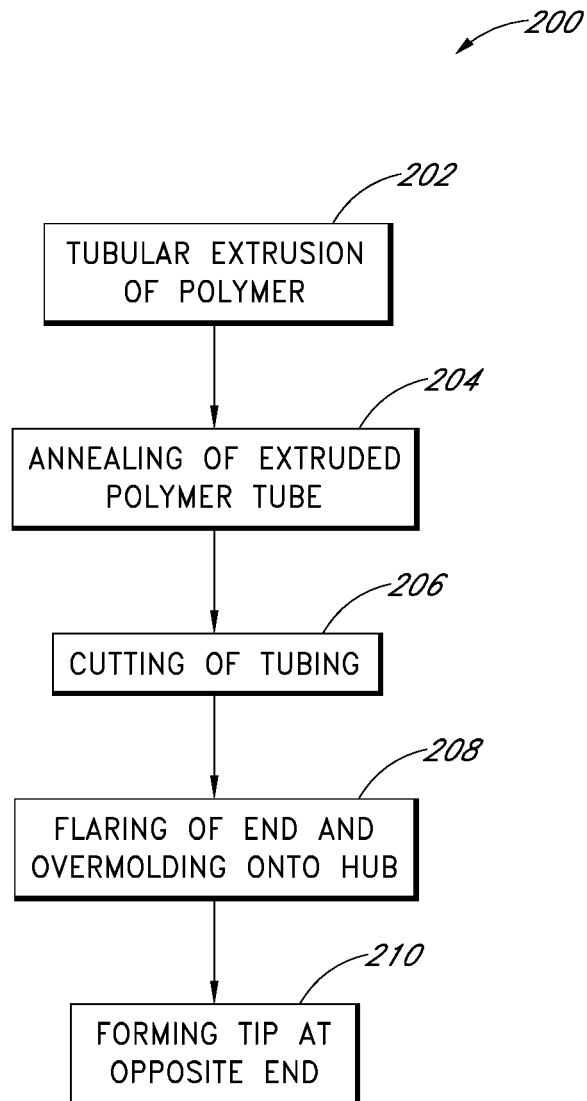 200
202
TUBULAR EXTRUSION
OF POLYMER
204
ANNEALING OF EXTRUDED
POLYMER TUBE
206
CUTTING OF TUBING
208
FLARING OF END AND
OVERMOLDING ONTO HUB
210
FORMING TIP AT
OPPOSITE END